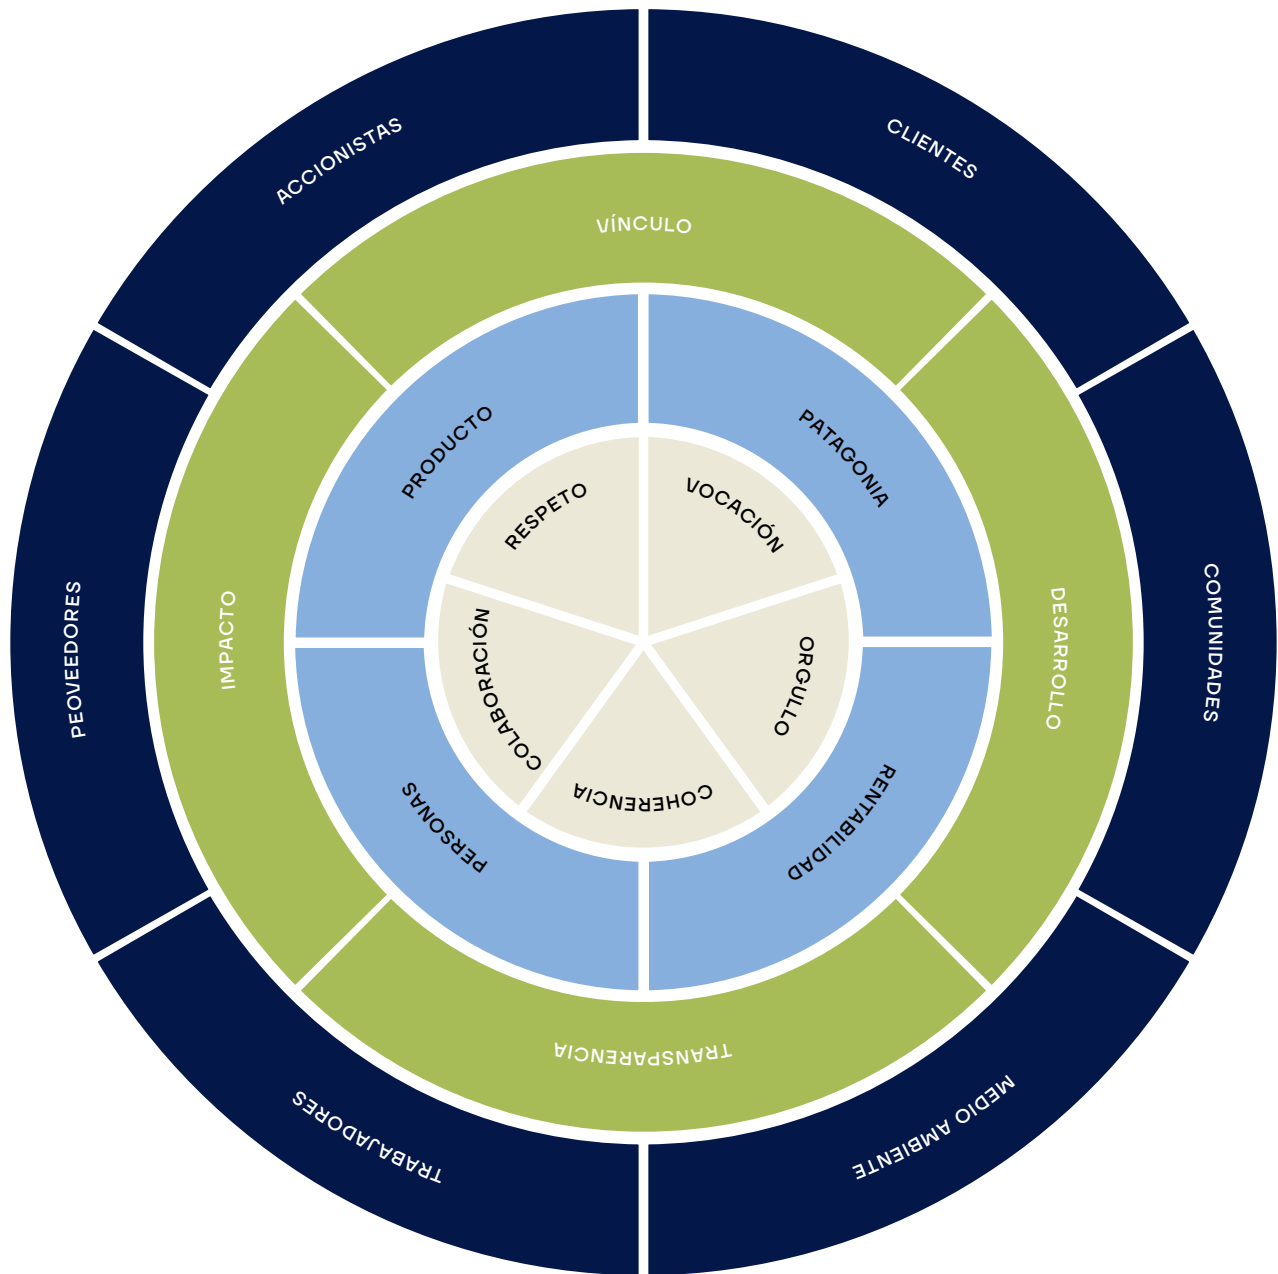 ACCIONISTAS
CLIENTES
COMUNIDADES
MEDIO AMBIENTE
TRABAJADORES
PEOVEEDORES
VÍNCULO
DESARROLLO
TRANSPARENCIA
IMPACTO
PRODUCTO
PATAGONIA
RENTABILIDAD
PERSONAS
RESPETO
VOCACIÓN
ORGULLO
COHERENCIA
COLABORACIÓN